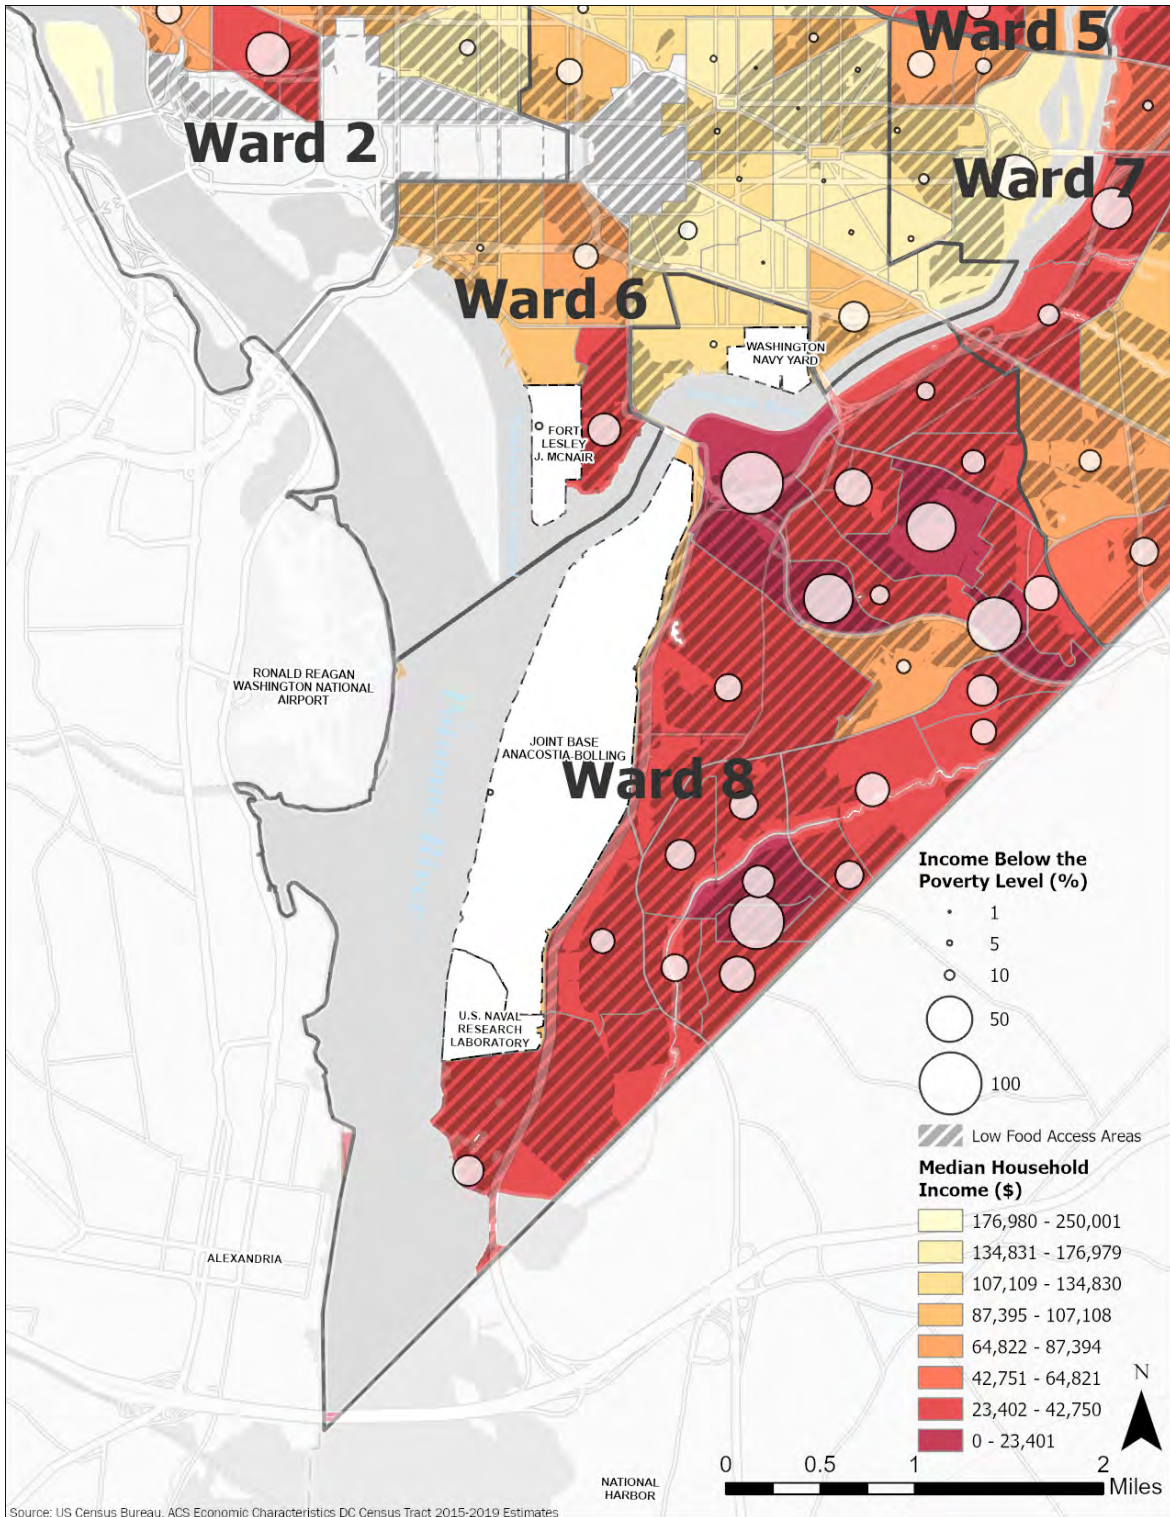 Ward 5
Ward 2
Ward 7
Ward 6
WASHINGTON
NAVY YARD
FORT
LESLEY
J. MCNAIR
RONALD REAGAN
WASHINGTON NATIONAL
AIRPORT
Potomac River
JOINT BASE
ANACOSTIA-BOLLING
Ward 8
U.S. NAVAL
RESEARCH
LABORATORY
ALEXANDRIA
NATIONAL
HARBOR
Income Below the
Poverty Level (%)
1
5
10
50
100
Low Food Access Areas
Median Household
Income ($)
176,980 - 250,001
134,831 - 176,979
107,109 - 134,830
87,395 - 107,108
64,822 - 87,394
42,751 - 64,821
23,402 - 42,750
0 - 23,401
N
0 0.5 1 2
Miles
Source: US Census Bureau, ACS Economic Characteristics DC Census Tract 2015-2019 Estimates